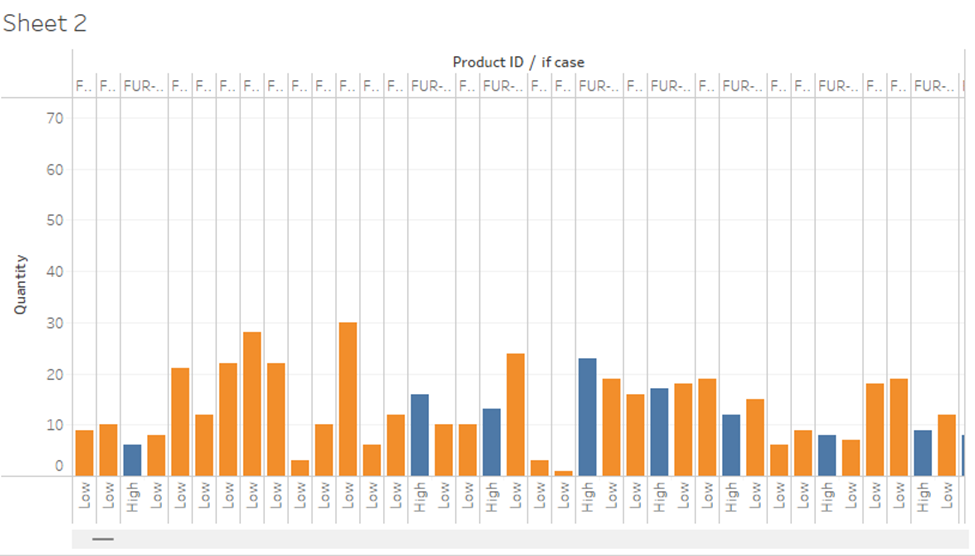 Sheet 2
Product ID / if case
F.. F.. FUR-.. F.. F.. F.. F.. F.. F.. F.. F.. F.. F.. FUR-.. F.. FUR-.. F.. F.. FUR-.. F.. FUR-.. F.. FUR-.. F.. F.. FUR-.. F.. F.. FUR-..
70
60
50
40
30
20
10
0
Quantity
Low Low High Low Low Low Low Low Low Low Low Low Low Low High Low Low High Low Low Low High Low Low High Low Low High Low Low Low High Low Low Low High Low